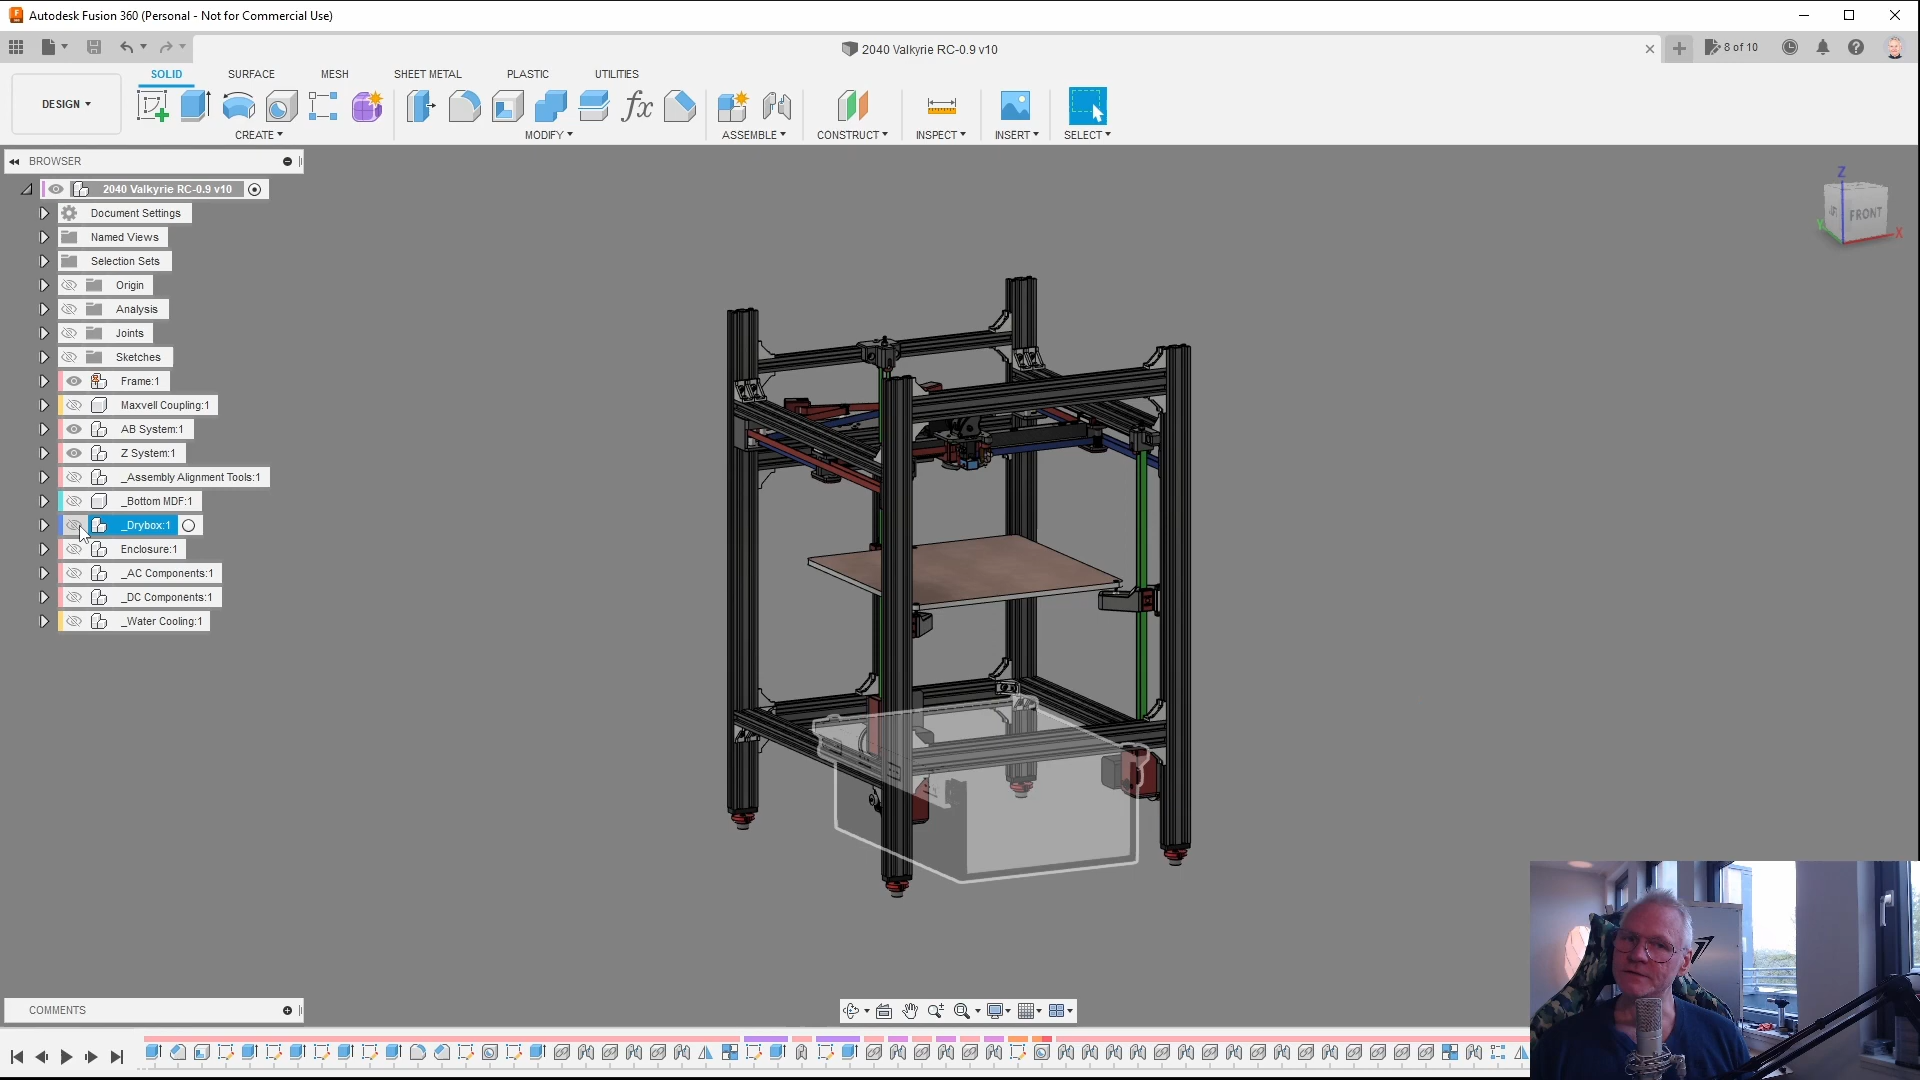 Autodesk Fusion 360 (Personal - Not for Commercial Use)
2040 Valkyrie RC-0.9 v10
8 of 10
SOLID SURFACE MESH SHEET METAL PLASTIC UTILITIES
DESIGN
CREATE MODIFY ASSEMBLE CONSTRUCT INSPECT INSERT SELECT
BROWSER
2040 Valkyrie RC-0.9 v10
Document Settings
Named Views
Selection Sets
Origin
Analysis
Joints
Sketches
Frame:1
Maxvell Coupling:1
AB System:1
Z System:1
_Assembly Alignment Tools:1
_Bottom MDF:1
_Drybox:1
Enclosure:1
_AC Components:1
_DC Components:1
_Water Cooling:1
Z
FRONT
Y
X
COMMENTS